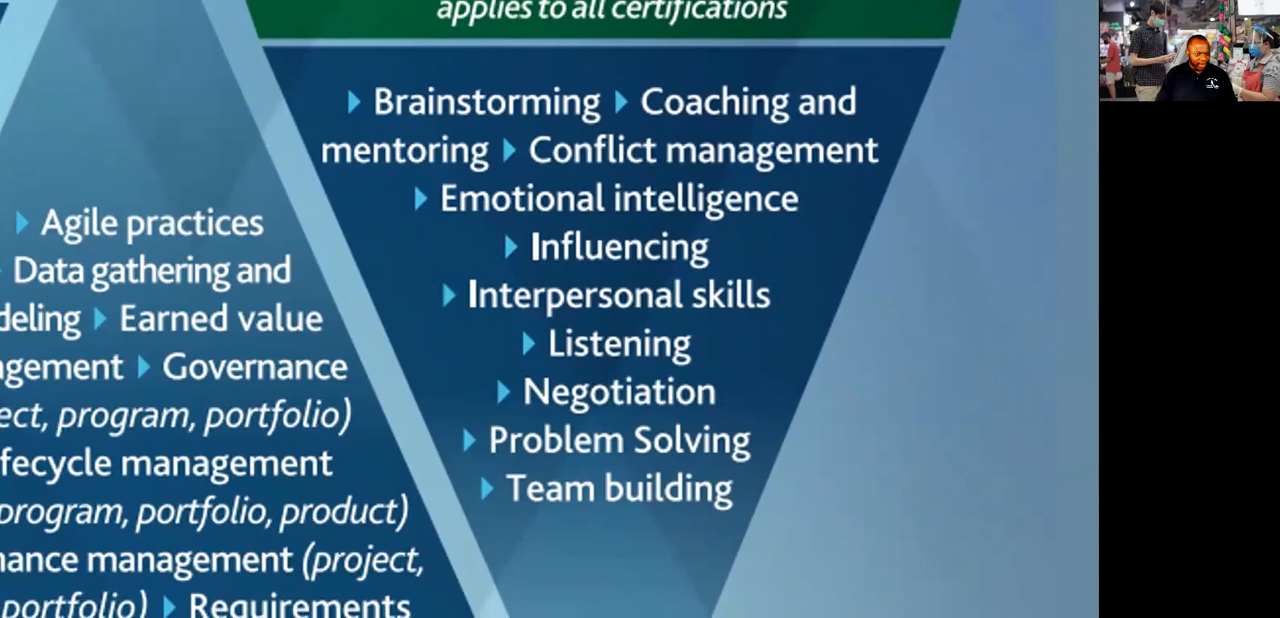 applies to all certifications
Brainstorming Coaching and
mentoring Conflict management
Emotional intelligence
Influencing
Interpersonal skills
Listening
Negotiation
Problem Solving
Team building
Agile practices
Data gathering and
deling Earned value
gement Governance
ect, program, portfolio)
fecycle management
program, portfolio, product)
ance management (project,
portfolio) Requirements